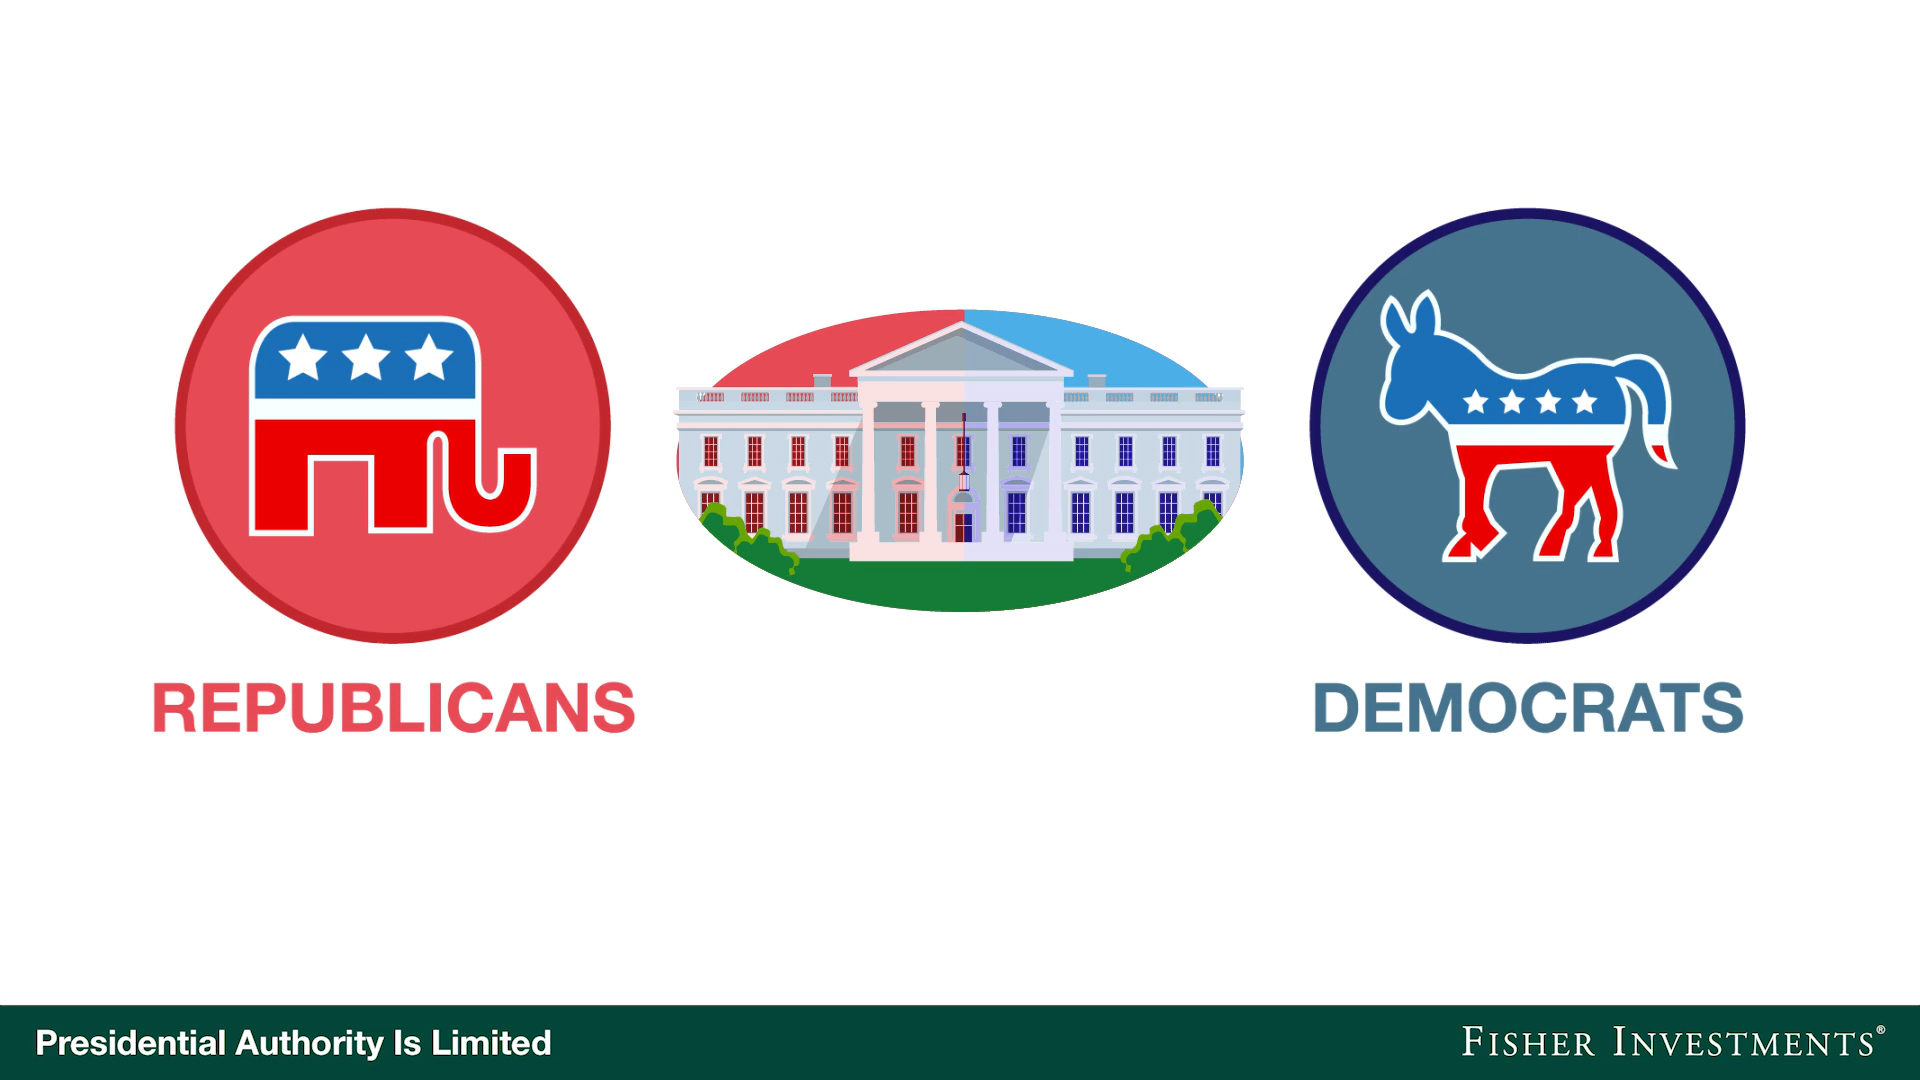 REPUBLICANS
DEMOCRATS
Presidential Authority Is Limited
FISHER INVESTMENTS®